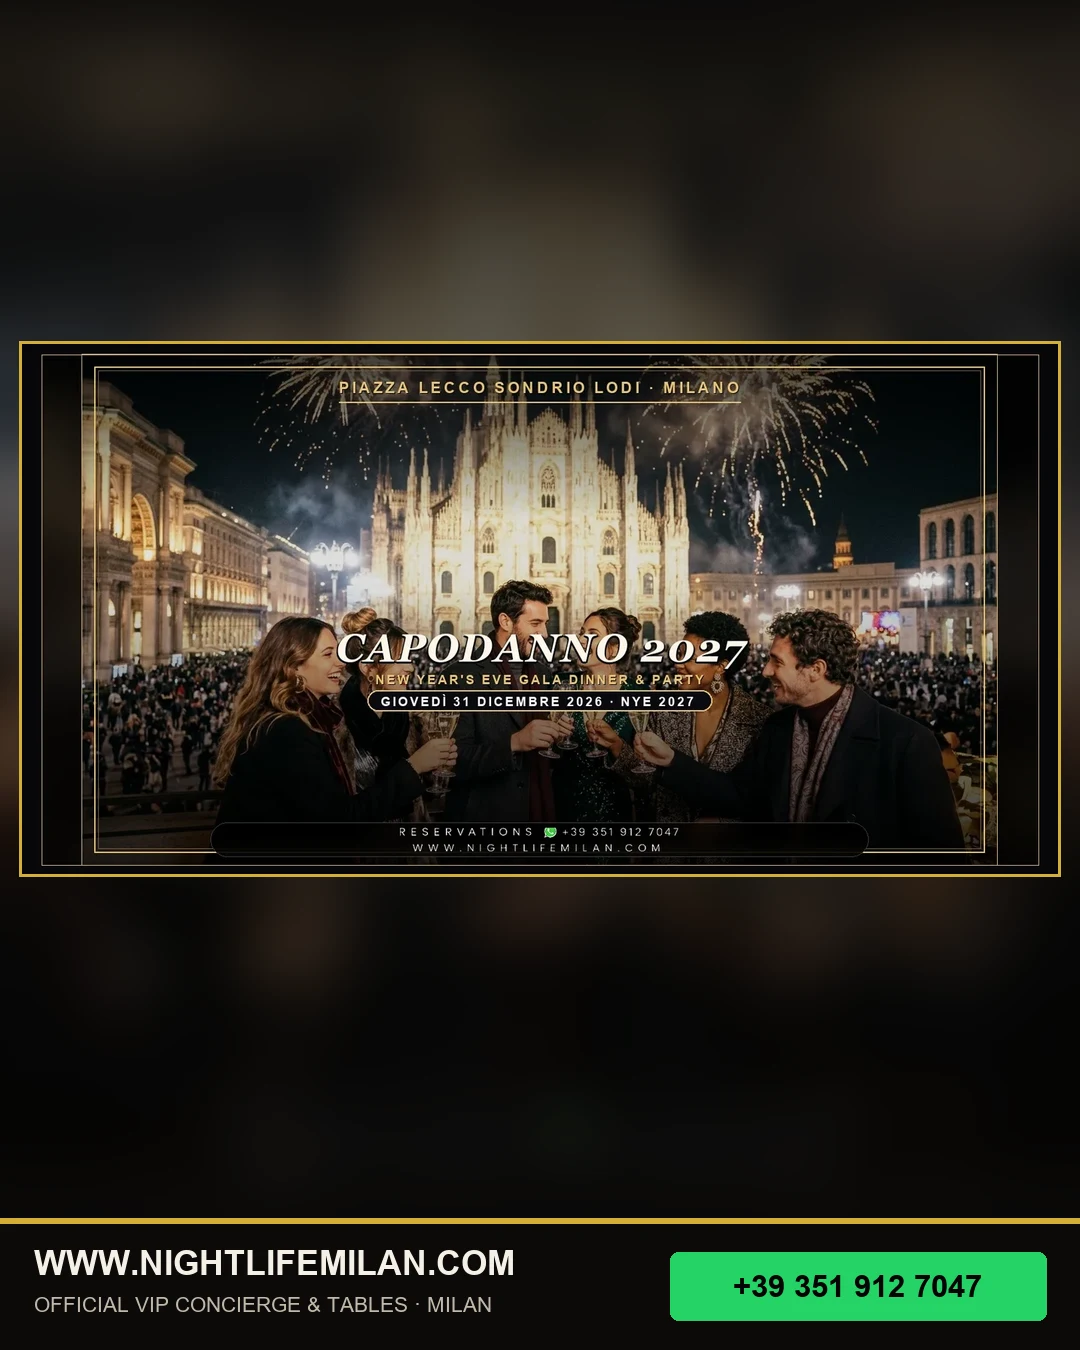 PIAZZA LECCO SONDRIO LODI · MILANO
CAPODANNO 2027
NEW YEAR'S EVE GALA DINNER & PARTY
GIOVEDÌ 31 DICEMBRE 2026 · NYE 2027
RESERVATIONS +39 351 912 7047
WWW.NIGHTLIFEMILAN.COM
WWW.NIGHTLIFEMILAN.COM
OFFICIAL VIP CONCIERGE & TABLES · MILAN
+39 351 912 7047